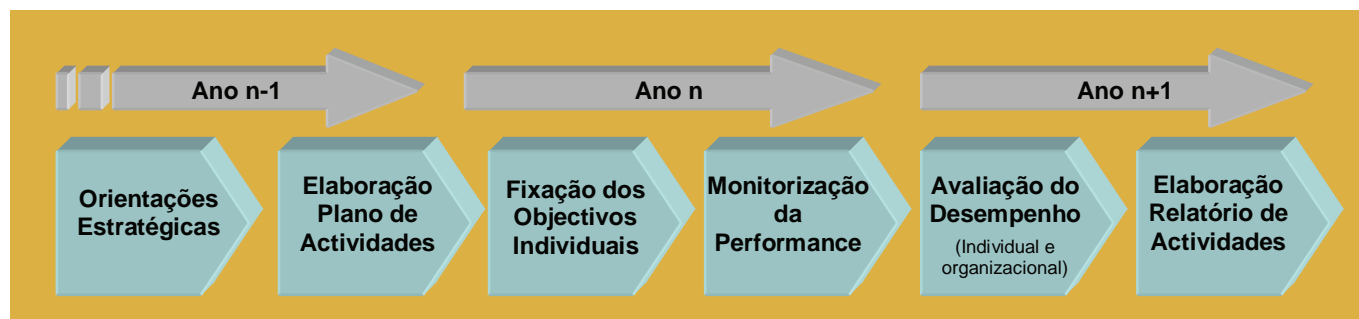 Ano n-1
Ano n
Ano n+1
Orientações
Estratégicas
Elaboração
Plano de
Actividades
Fixação dos
Objectivos
Individuais
Monitorização
da
Performance
Avaliação do
Desempenho
(Individual e
organizacional)
Elaboração
Relatório de
Actividades